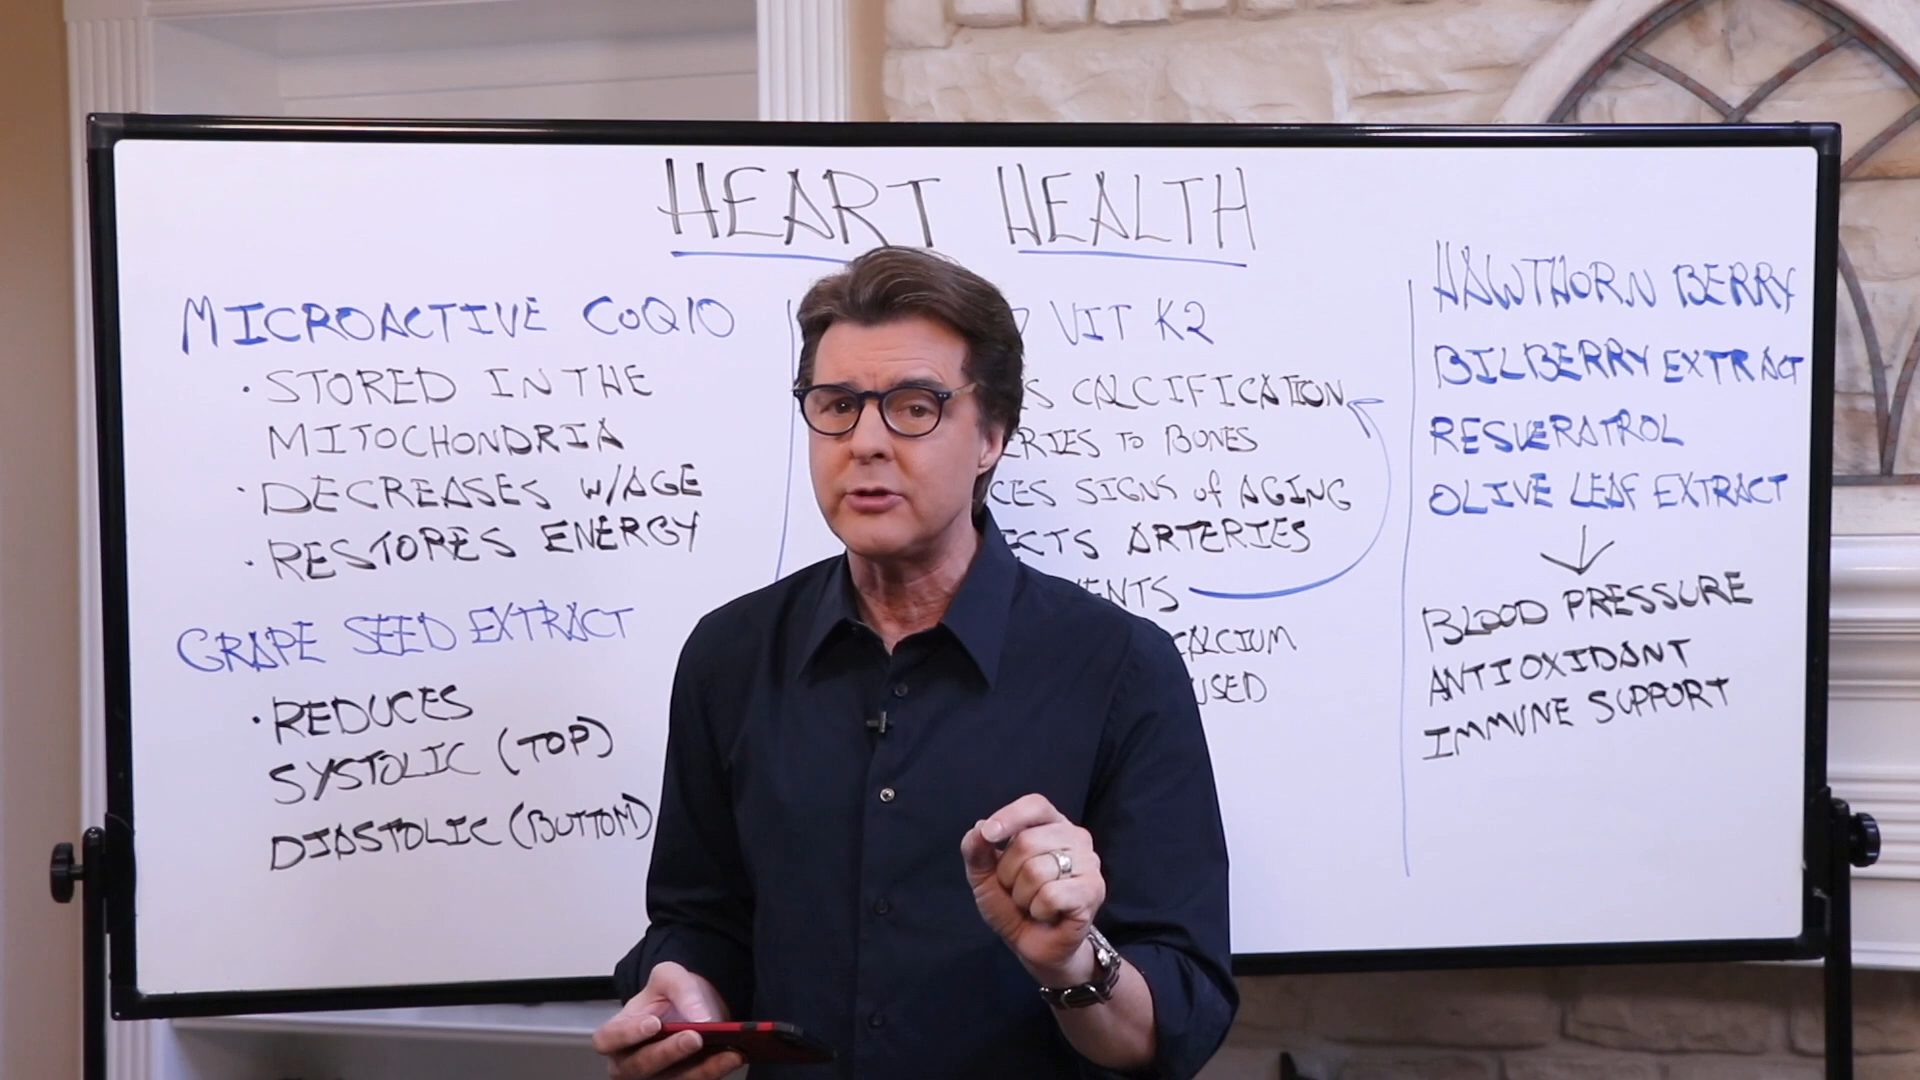 HEART HEALTH
MICROACTIVE CoQ10
• STORED IN THE
MITOCHONDRIA
• DECREASES W/AGE
• RESTORES ENERGY
GRAPE SEED EXTRACT
• REDUCES
SYSTOLIC (TOP)
DIASTOLIC (BUTTOM)
VIT K2
CALCIFICATION
TO BONES
SIGNS of AGING
ARTERIES
CALCIUM
USED
HAWTHORN BERRY
BILBERRY EXTRACT
RESVERATROL
OLIVE LEAF EXTRACT
BLOOD PRESSURE
ANTIOXIDANT
IMMUNE SUPPORT